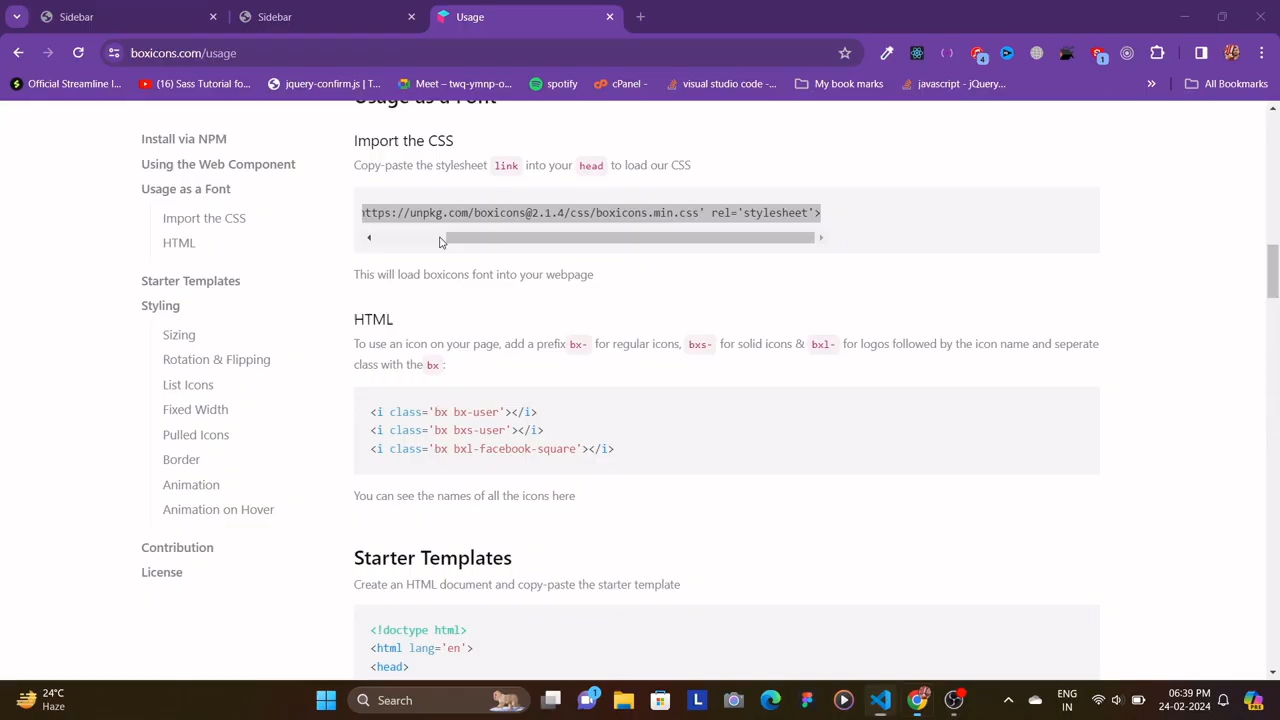 Sidebar
Sidebar
Usage
boxicons.com/usage
4
1
Official Streamline I...
(16) Sass Tutorial fo...
jquery-confirm.js | T...
Meet – twq-ymnp-o...
spotify
cPanel -
visual studio code -...
My book marks
javascript - jQuery...
All Bookmarks
Usage as a Font
Install via NPM
Using the Web Component
Usage as a Font
Import the CSS
HTML
Starter Templates
Styling
Sizing
Rotation & Flipping
List Icons
Fixed Width
Pulled Icons
Border
Animation
Animation on Hover
Contribution
License
Import the CSS
Copy-paste the stylesheet link into your head to load our CSS
https://unpkg.com/boxicons@2.1.4/css/boxicons.min.css' rel='stylesheet'>
This will load boxicons font into your webpage
HTML
To use an icon on your page, add a prefix bx- for regular icons, bxs- for solid icons & bxl- for logos followed by the icon name and seperate
class with the bx :
<i class='bx bx-user'></i>
<i class='bx bxs-user'></i>
<i class='bx bxl-facebook-square'></i>
You can see the names of all the icons here
Starter Templates
Create an HTML document and copy-paste the starter template
<!doctype html>
<html lang='en'>
<head>
24°C
Haze
Search
1
L
ENG
IN
06:39 PM
24-02-2024